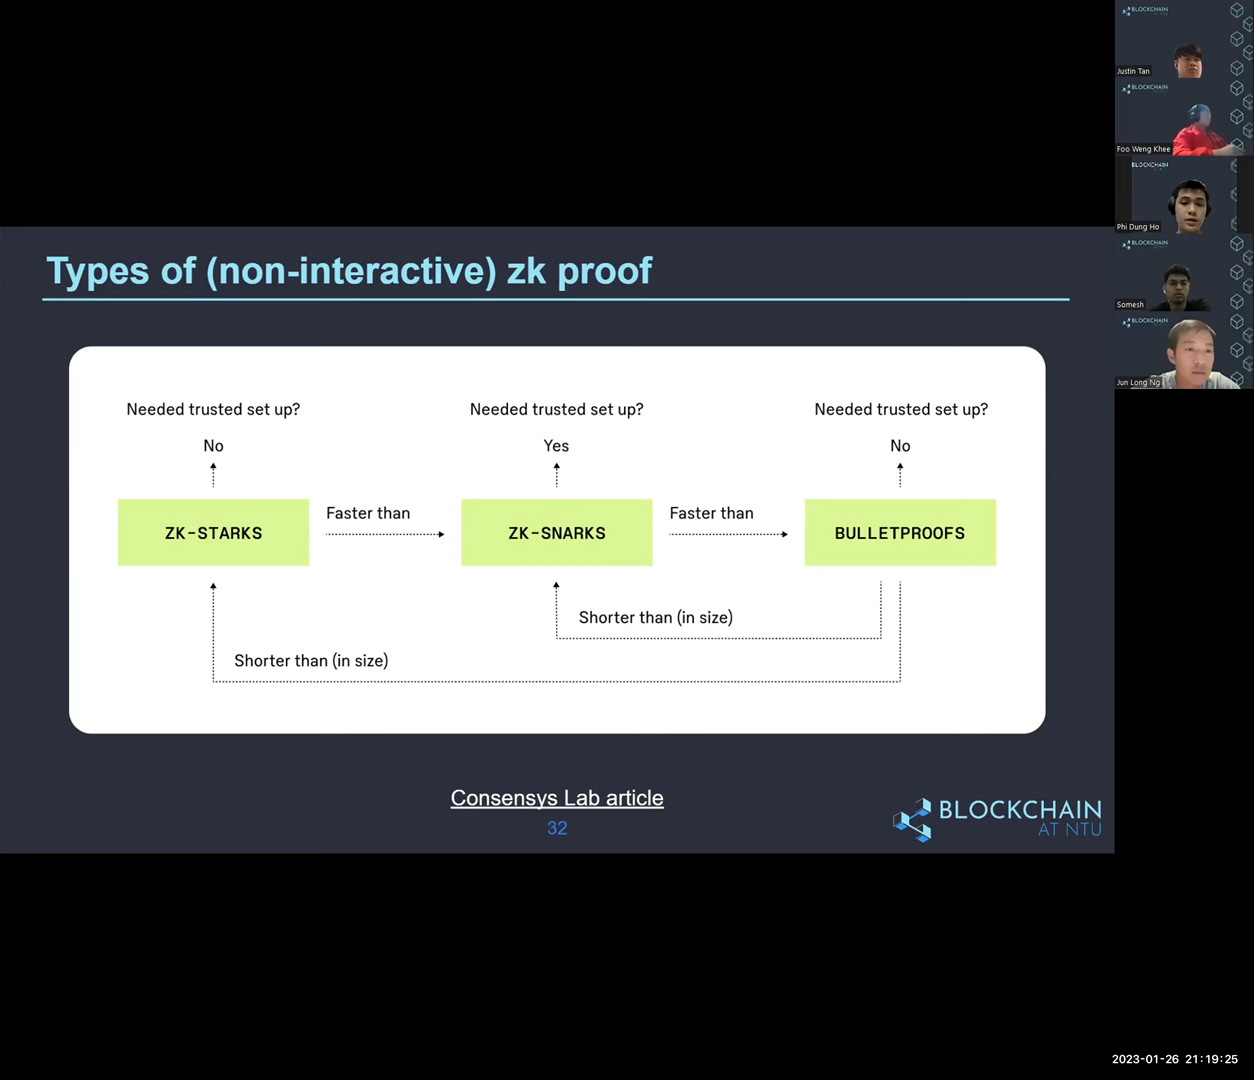 Types of (non-interactive) zk proof
Needed trusted set up?
No
ZK-STARKS
Faster than
Needed trusted set up?
Yes
ZK-SNARKS
Faster than
Needed trusted set up?
No
BULLETPROOFS
Shorter than (in size)
Shorter than (in size)
Consensys Lab article
32
BLOCKCHAIN
AT NTU
BLOCKCHAIN
Justin Tan
BLOCKCHAIN
Foo Weng Khee
BLOCKCHAIN
Phi Dung Ho
BLOCKCHAIN
Somesh
BLOCKCHAIN
Jun Long Ng
2023-01-26 21:19:25